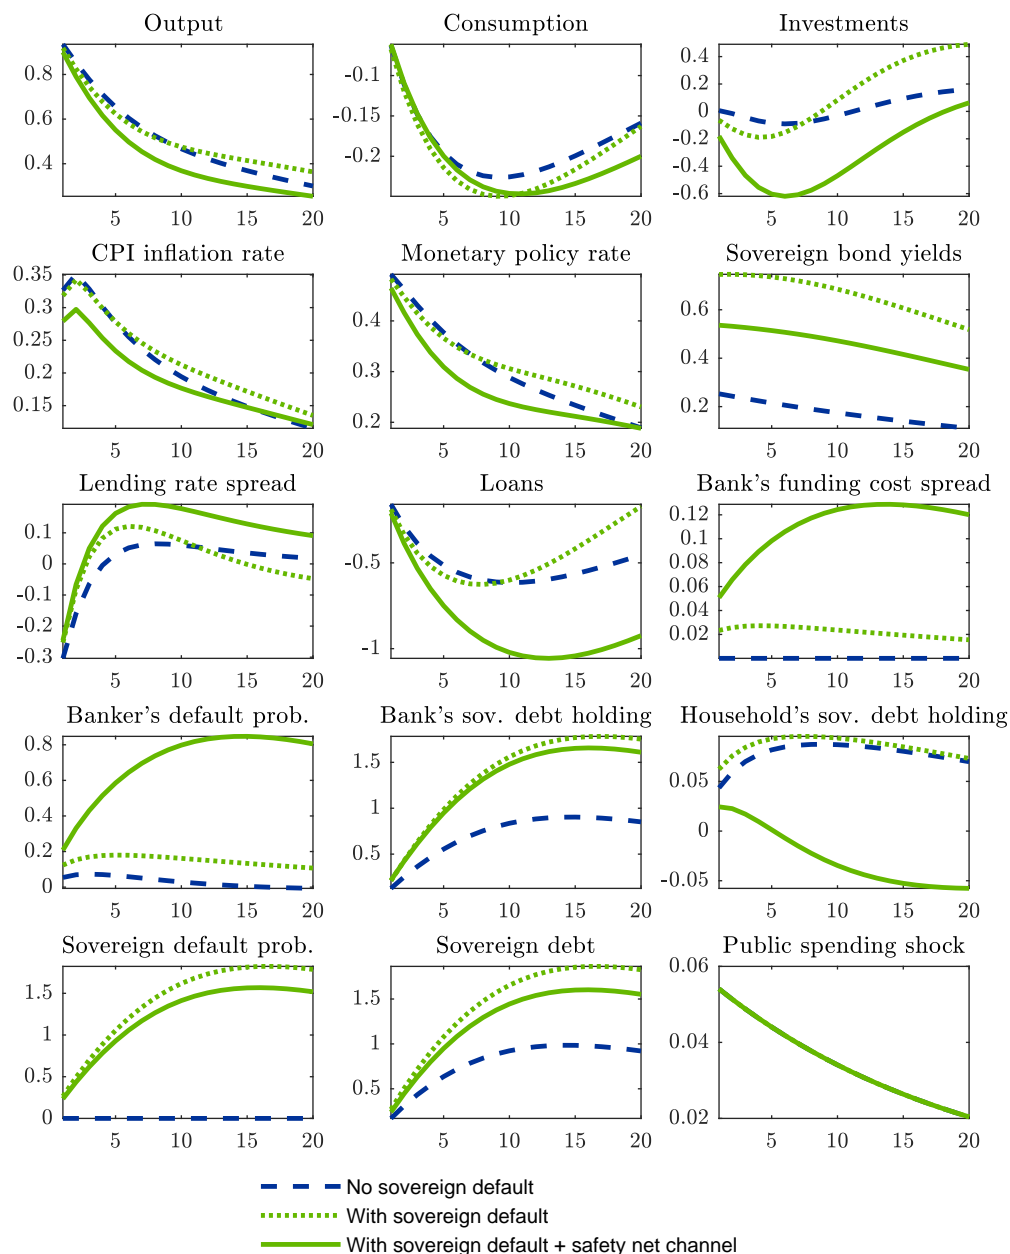 Output Consumption Investments
0.8
0.6
0.4
5 10 15 20
-0.1
-0.15
-0.2
5 10 15 20
0.4
0.2
0
-0.2
-0.4
-0.6
5 10 15 20
CPI inflation rate Monetary policy rate Sovereign bond yields
0.35
0.3
0.25
0.2
0.15
5 10 15 20
0.4
0.3
0.2
5 10 15 20
0.6
0.4
0.2
5 10 15 20
Lending rate spread Loans Bank's funding cost spread
0.1
0
-0.1
-0.2
-0.3
5 10 15 20
-0.5
-1
5 10 15 20
0.12
0.1
0.08
0.06
0.04
0.02
5 10 15 20
Banker's default prob. Bank's sov. debt holding Household's sov. debt holding
0.8
0.6
0.4
0.2
0
5 10 15 20
1.5
1
0.5
5 10 15 20
0.05
0
-0.05
5 10 15 20
Sovereign default prob. Sovereign debt Public spending shock
1.5
1
0.5
0
5 10 15 20
1.5
1
0.5
5 10 15 20
0.06
0.04
0.02
5 10 15 20
No sovereign default
With sovereign default
With sovereign default + safety net channel